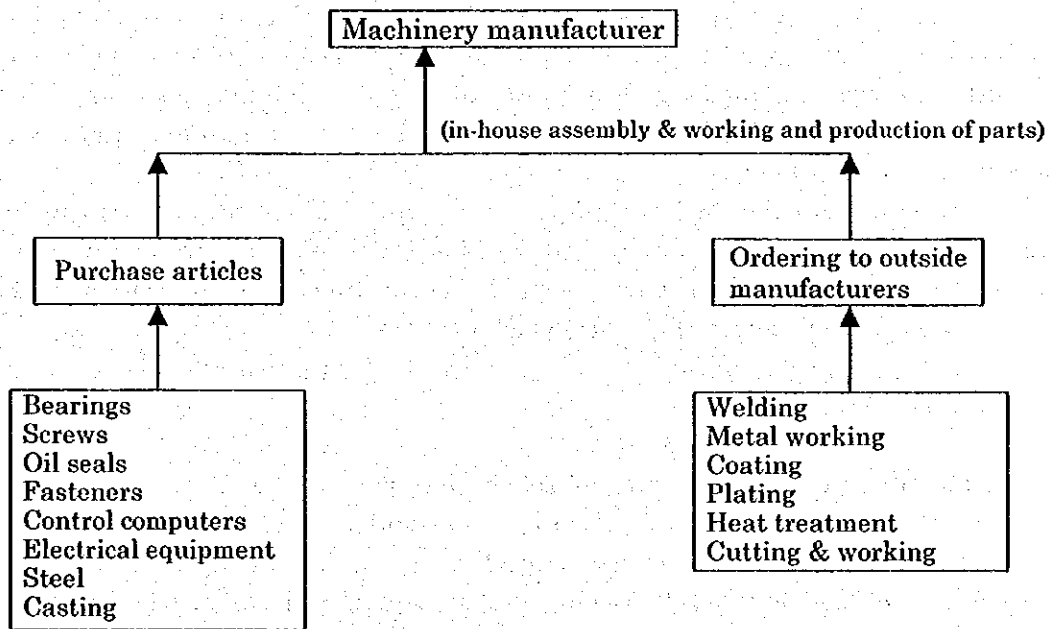 Machinery manufacturer
(in-house assembly & working and production of parts)
Purchase articles
Ordering to outside
manufacturers
Bearings
Screws
Oil seals
Fasteners
Control computers
Electrical equipment
Steel
Casting
Welding
Metal working
Coating
Plating
Heat treatment
Cutting & working